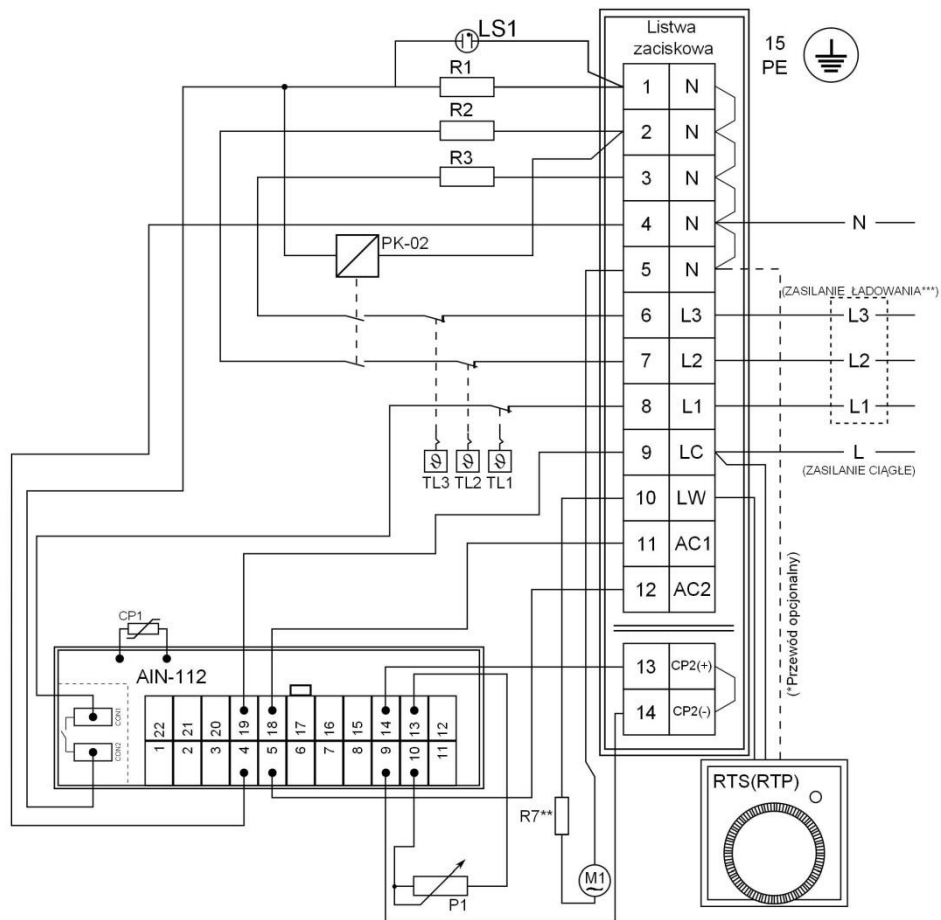 LS1
Listwa
zaciskowa
15
PE
R1
1 N
R2
2 N
R3
3 N
4 N
N
PK-02
5 N
(ZASILANIE ŁADOWANIA***)
6 L3
L3
7 L2
L2
8 L1
L1
9 LC
L
(ZASILANIE CIĄGŁE)
TL3 TL2 TL1
10 LW
11 AC1
12 AC2
(*Przewód opcjonalny)
CP1
13 CP2(+)
14 CP2(-)
AIN-112
CON1
CON2
22 21 20 19 18 17 16 15 14 13 12
1 2 3 4 5 6 7 8 9 10 11
RTS(RTP)
R7**
M1
P1